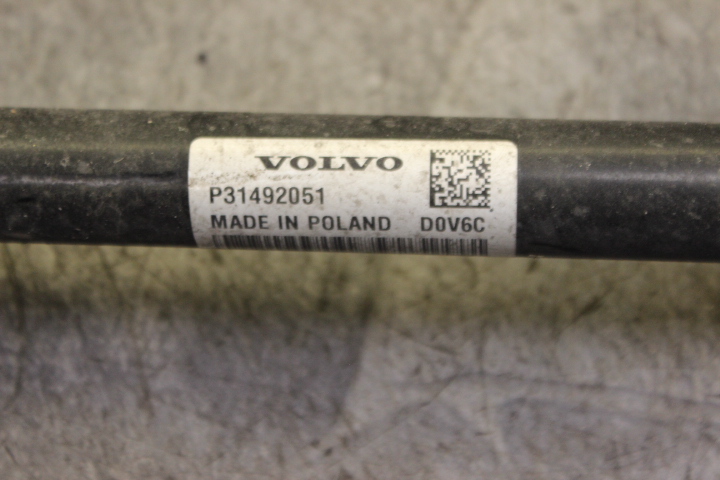 VOLVO
P31492051
MADE IN POLAND D0V6C